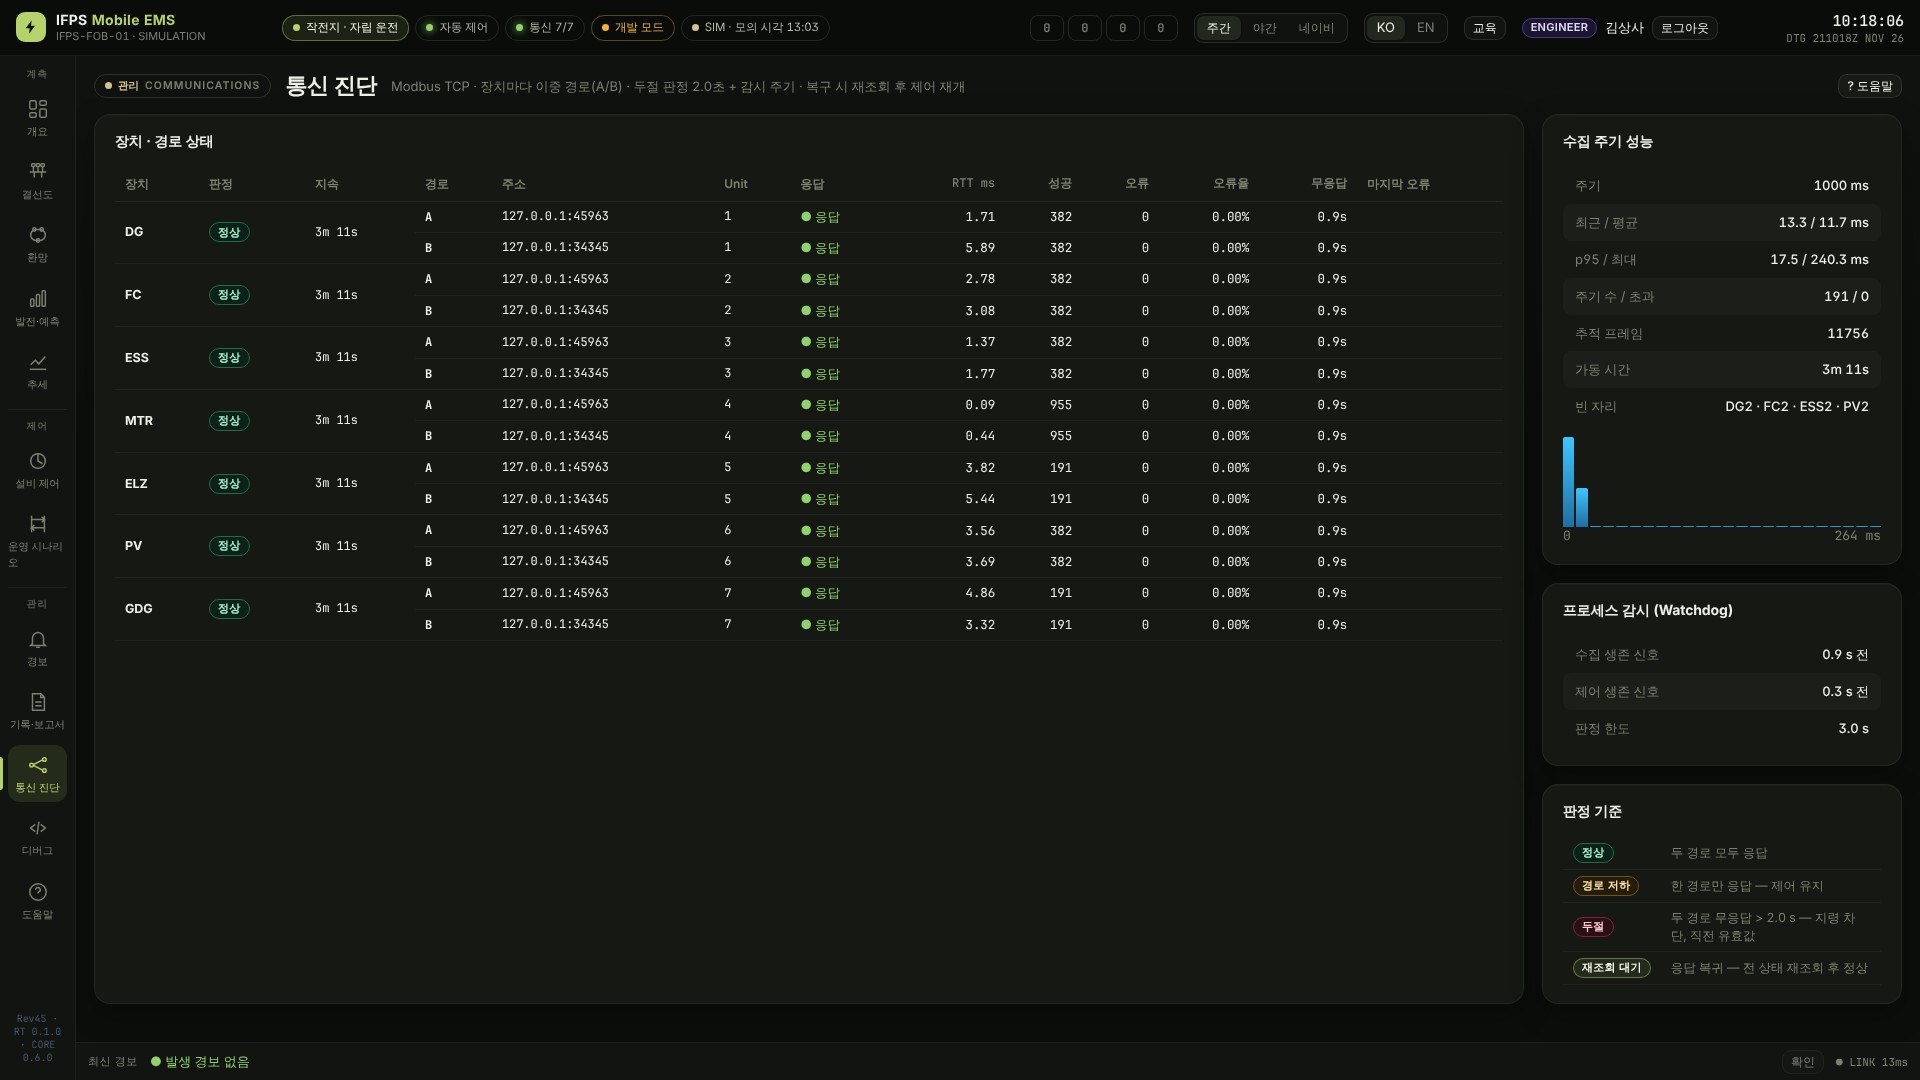 IFPS Mobile EMS
IFPS-FOB-01 · SIMULATION
작전지 · 자립 운전
자동 제어
통신 7/7
개발 모드
SIM · 모의 시각 13:03
0 0 0 0
주간 야간 네이비
KO EN
교육
ENGINEER 김상사 로그아웃
10:18:06
DTG 211018Z NOV 26
계측
개요
결선도
환망
발전·예측
추세
제어
설비 제어
운영 시나리
오
관리
경보
기록·보고서
통신 진단
디버그
도움말
Rev45 ·
RT 0.1.0
· CORE
0.6.0
관리 COMMUNICATIONS
통신 진단
Modbus TCP · 장치마다 이중 경로(A/B) · 두절 판정 2.0초 + 감시 주기 · 복구 시 재조회 후 제어 재개
? 도움말
장치 · 경로 상태
장치 판정 지속 경로 주소 Unit 응답 RTT ms 성공 오류 오류율 무응답 마지막 오류
DG 정상 3m 11s
A 127.0.0.1:45963 1 응답 1.71 382 0 0.00% 0.9s
B 127.0.0.1:34345 1 응답 5.89 382 0 0.00% 0.9s
FC 정상 3m 11s
A 127.0.0.1:45963 2 응답 2.78 382 0 0.00% 0.9s
B 127.0.0.1:34345 2 응답 3.08 382 0 0.00% 0.9s
ESS 정상 3m 11s
A 127.0.0.1:45963 3 응답 1.37 382 0 0.00% 0.9s
B 127.0.0.1:34345 3 응답 1.77 382 0 0.00% 0.9s
MTR 정상 3m 11s
A 127.0.0.1:45963 4 응답 0.09 955 0 0.00% 0.9s
B 127.0.0.1:34345 4 응답 0.44 955 0 0.00% 0.9s
ELZ 정상 3m 11s
A 127.0.0.1:45963 5 응답 3.82 191 0 0.00% 0.9s
B 127.0.0.1:34345 5 응답 5.44 191 0 0.00% 0.9s
PV 정상 3m 11s
A 127.0.0.1:45963 6 응답 3.56 382 0 0.00% 0.9s
B 127.0.0.1:34345 6 응답 3.69 382 0 0.00% 0.9s
GDG 정상 3m 11s
A 127.0.0.1:45963 7 응답 4.86 191 0 0.00% 0.9s
B 127.0.0.1:34345 7 응답 3.32 191 0 0.00% 0.9s
수집 주기 성능
주기 1000 ms
최근 / 평균 13.3 / 11.7 ms
p95 / 최대 17.5 / 240.3 ms
주기 수 / 초과 191 / 0
추적 프레임 11756
가동 시간 3m 11s
빈 자리 DG2 · FC2 · ESS2 · PV2
0 264 ms
프로세스 감시 (Watchdog)
수집 생존 신호 0.9 s 전
제어 생존 신호 0.3 s 전
판정 한도 3.0 s
판정 기준
정상 두 경로 모두 응답
경로 저하 한 경로만 응답 — 제어 유지
두절 두 경로 무응답 > 2.0 s — 지령 차
단, 직전 유효값
재조회 대기 응답 복귀 — 전 상태 재조회 후 정상
최신 경보 발생 경보 없음
확인 LINK 13ms